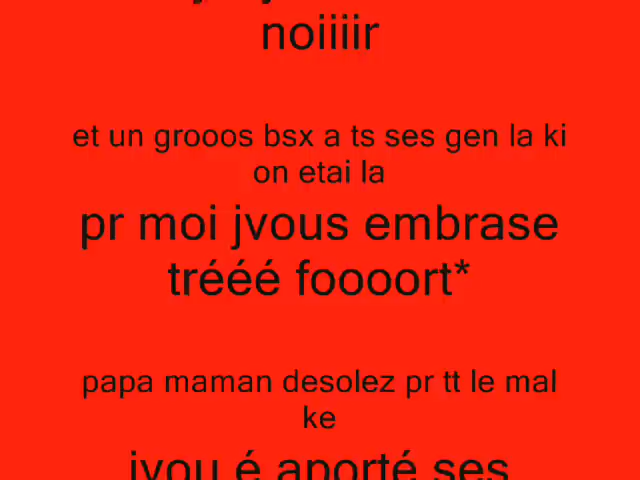 noiiiir
et un grooos bsx a ts ses gen la ki
on etai la
pr moi jvous embrase
trééé foooort*
papa maman desolez pr tt le mal
ke
jvou é aporté ses